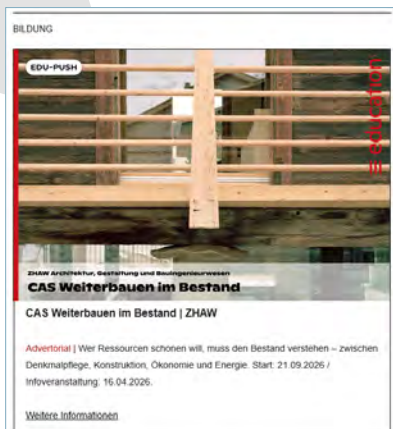 BILDUNG
EDU-PUSH
education
ZHAW Architektur, Gestaltung und Bauingenieurwesen
CAS Weiterbauen im Bestand
CAS Weiterbauen im Bestand | ZHAW
Advertorial | Wer Ressourcen schonen will, muss den Bestand verstehen – zwischen
Denkmalpflege, Konstruktion, Ökonomie und Energie. Start: 21.09.2026 /
Infoveranstaltung: 16.04.2026.
Weitere Informationen